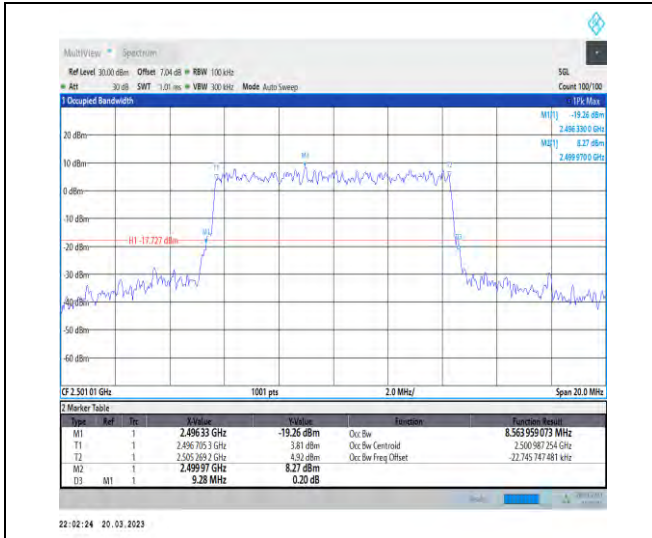 MultiView Spectrum
Ref Level 30.00 dBm Offset 7.04 dB RBW 100 kHz SGL
Att 30 dB SWT 1.01 ms VBW 300 kHz Mode Auto Sweep Count 100/100
1 Occupied Bandwidth 1Pk Max
M1[1] -19.26 dBm
2.496 330 0 GHz
M2[1] 8.27 dBm
2.499 970 0 GHz
20 dBm
10 dBm
0 dBm
-10 dBm
H1 -17.727 dBm
-20 dBm
-30 dBm
-40 dBm
-50 dBm
-60 dBm
CF 2.501 01 GHz 1001 pts 2.0 MHz/ Span 20.0 MHz
2 Marker Table
Type Ref Trc X-Value Y-Value Function Function Result
M1 1 2.496 33 GHz -19.26 dBm Occ Bw 8.563 959 073 MHz
T1 1 2.496 705 3 GHz 3.81 dBm Occ Bw Centroid 2.500 987 254 GHz
T2 1 2.505 269 2 GHz 4.92 dBm Occ Bw Freq Offset -22.745 747 481 kHz
M2 1 2.499 97 GHz 8.27 dBm
D3 M1 1 9.28 MHz 0.20 dB
22:02:24 20.03.2023